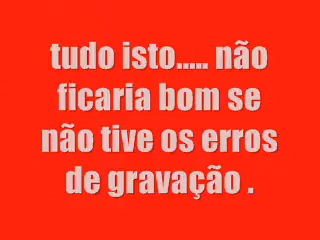 tudo isto..... não
ficaria bom se
não tive os erros
de gravação .